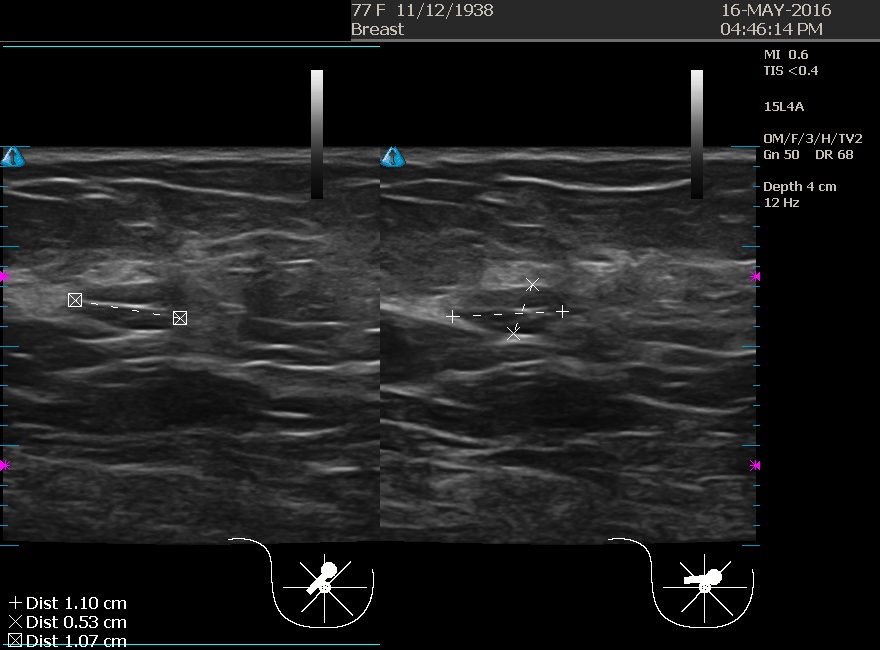 77 F 11/12/1938
16-MAY-2016
Breast
04:46:14 PM
MI 0.6
TIS <0.4
15L4A
OM/F/3/H/TV2
Gn 50 DR 68
Depth 4 cm
12 Hz
Dist 1.10 cm
Dist 0.53 cm
Dist 1.07 cm